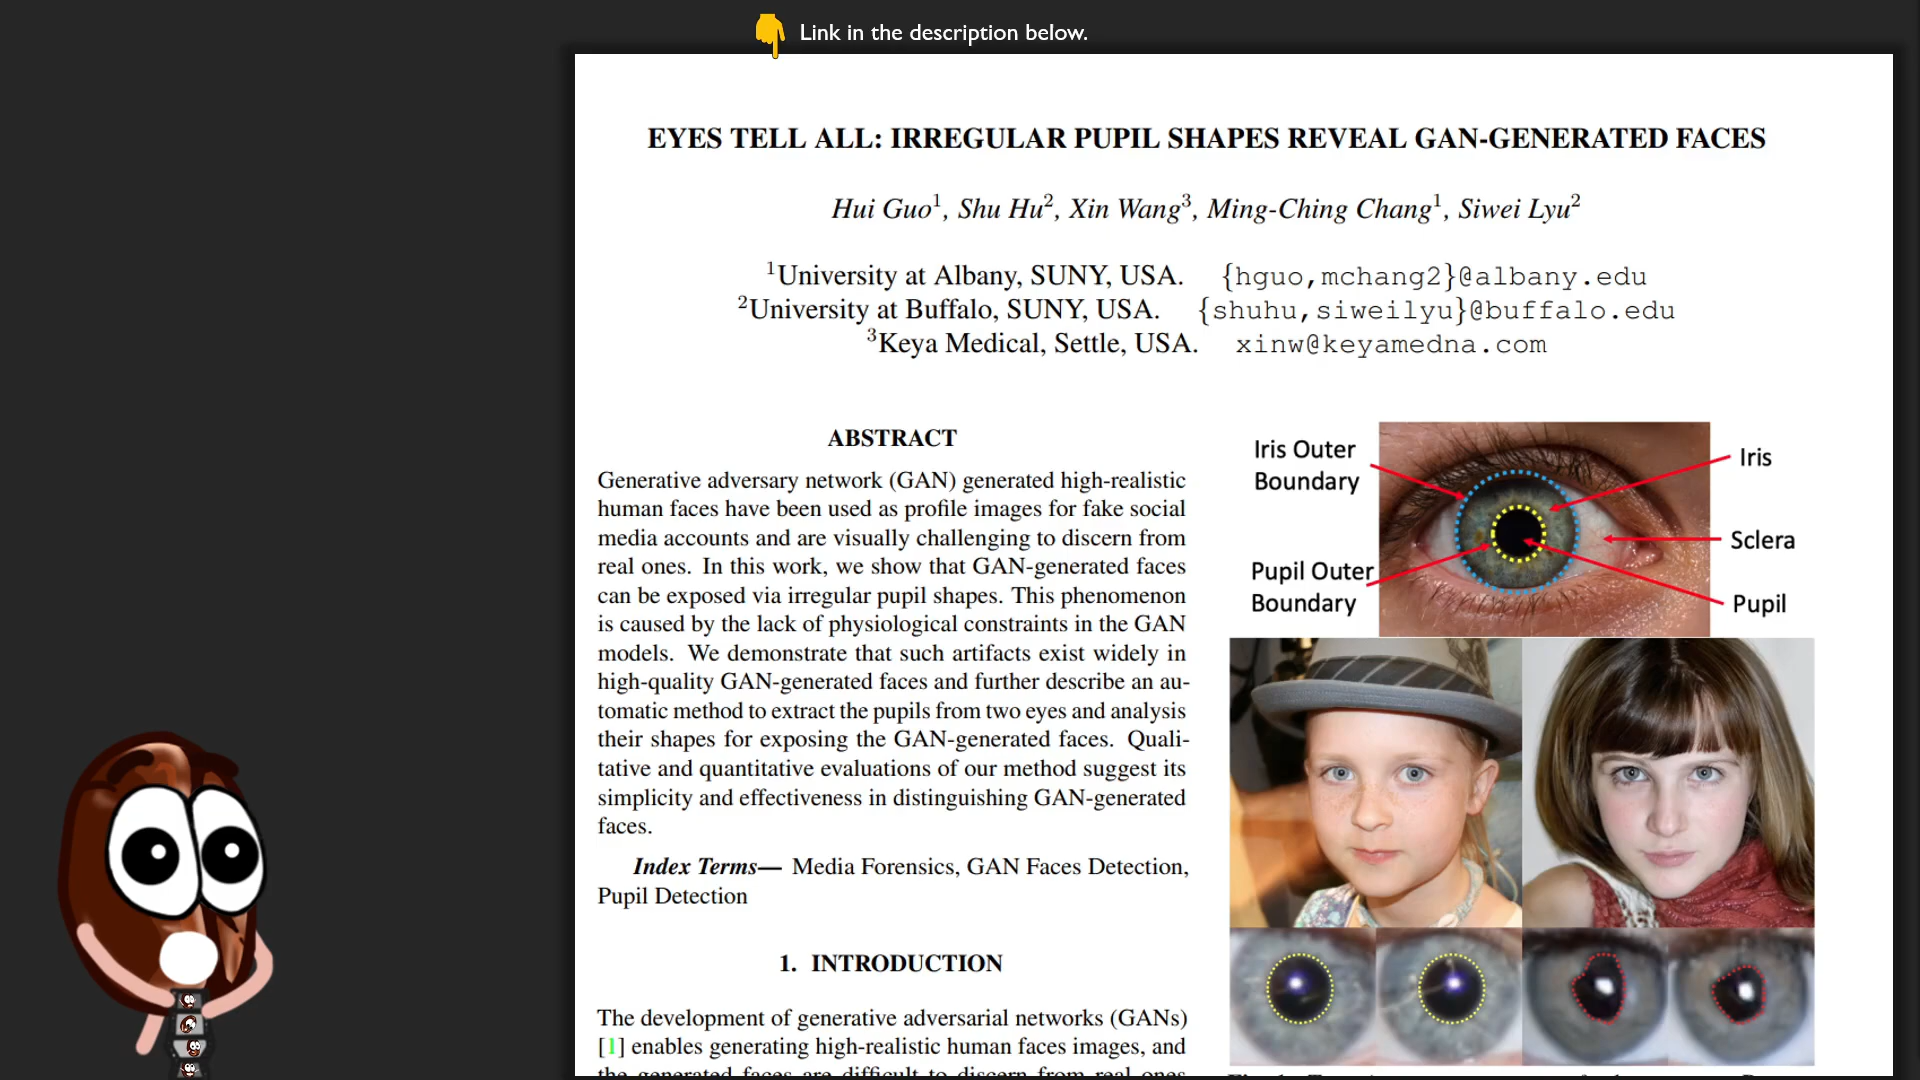 Link in the description below.
EYES TELL ALL: IRREGULAR PUPIL SHAPES REVEAL GAN-GENERATED FACES
Hui Guo1, Shu Hu2, Xin Wang3, Ming-Ching Chang1, Siwei Lyu2
1University at Albany, SUNY, USA. {hguo,mchang2}@albany.edu
2University at Buffalo, SUNY, USA. {shuhu,siweilyu}@buffalo.edu
3Keya Medical, Settle, USA. xinw@keyamedna.com
ABSTRACT
Generative adversary network (GAN) generated high-realistic
human faces have been used as profile images for fake social
media accounts and are visually challenging to discern from
real ones. In this work, we show that GAN-generated faces
can be exposed via irregular pupil shapes. This phenomenon
is caused by the lack of physiological constraints in the GAN
models. We demonstrate that such artifacts exist widely in
high-quality GAN-generated faces and further describe an au-
tomatic method to extract the pupils from two eyes and analysis
their shapes for exposing the GAN-generated faces. Quali-
tative and quantitative evaluations of our method suggest its
simplicity and effectiveness in distinguishing GAN-generated
faces.
Index Terms— Media Forensics, GAN Faces Detection,
Pupil Detection
1. INTRODUCTION
The development of generative adversarial networks (GANs)
[1] enables generating high-realistic human faces images, and
the generated faces are difficult to discern from real ones
Iris Outer
Boundary
Iris
Sclera
Pupil Outer
Boundary
Pupil